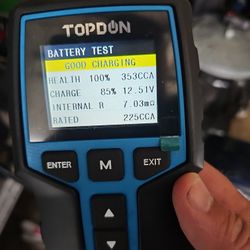 TOPDON
BATTERY TEST
GOOD CHARGING
HEALTH 100% 353CCA
CHARGE 85% 12.51V
INTERNAL R 7.03mΩ
RATED 225CCA
ENTER M EXIT